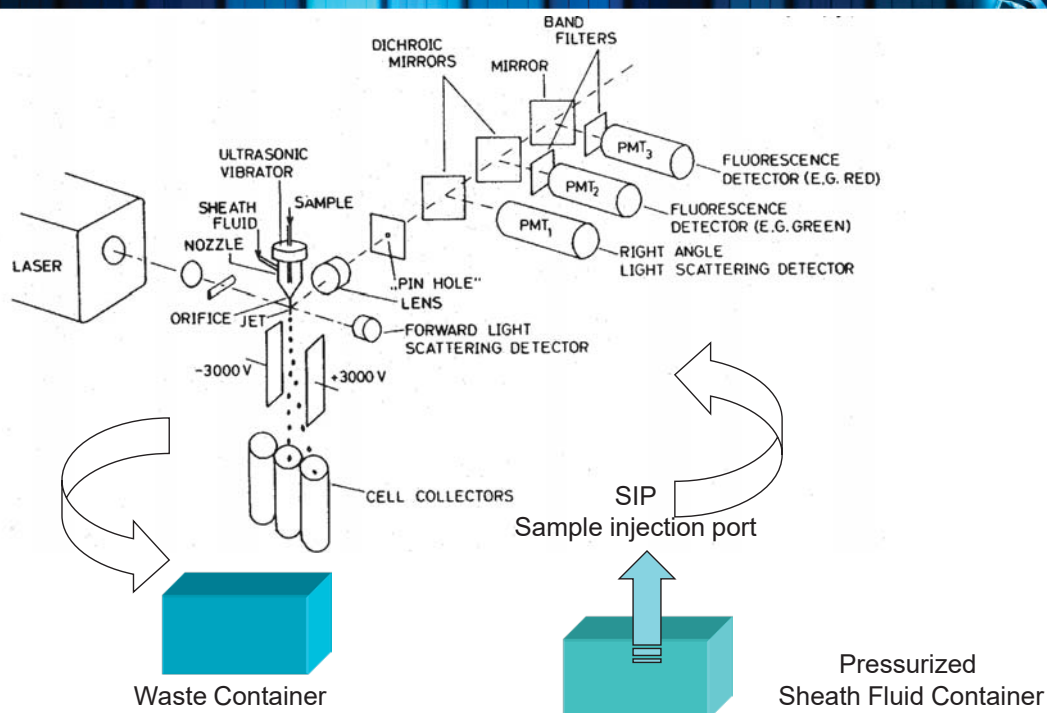 BAND
FILTERS
DICHROIC
MIRRORS
MIRROR
PMT3
FLUORESCENCE
DETECTOR (E.G. RED)
ULTRASONIC
VIBRATOR
PMT2
FLUORESCENCE
DETECTOR (E.G. GREEN)
SHEATH
FLUID
SAMPLE
PMT1
RIGHT ANGLE
LIGHT SCATTERING DETECTOR
NOZZLE
LASER
„PIN HOLE"
LENS
ORIFICE
JET
FORWARD LIGHT
SCATTERING DETECTOR
-3000 V
+3000 V
CELL COLLECTORS
SIP
Sample injection port
Waste Container
Pressurized
Sheath Fluid Container